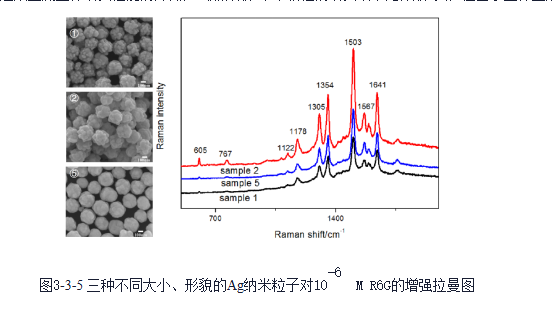 ①
②
⑤
Raman intensity
1503
1354
1641
1305
1567
1178
1122
605
767
sample 2
sample 5
sample 1
700
1400
Raman shift/cm⁻¹
图3-3-5 三种不同大小、形貌的Ag纳米粒子对10⁻⁶ M R6G的增强拉曼图